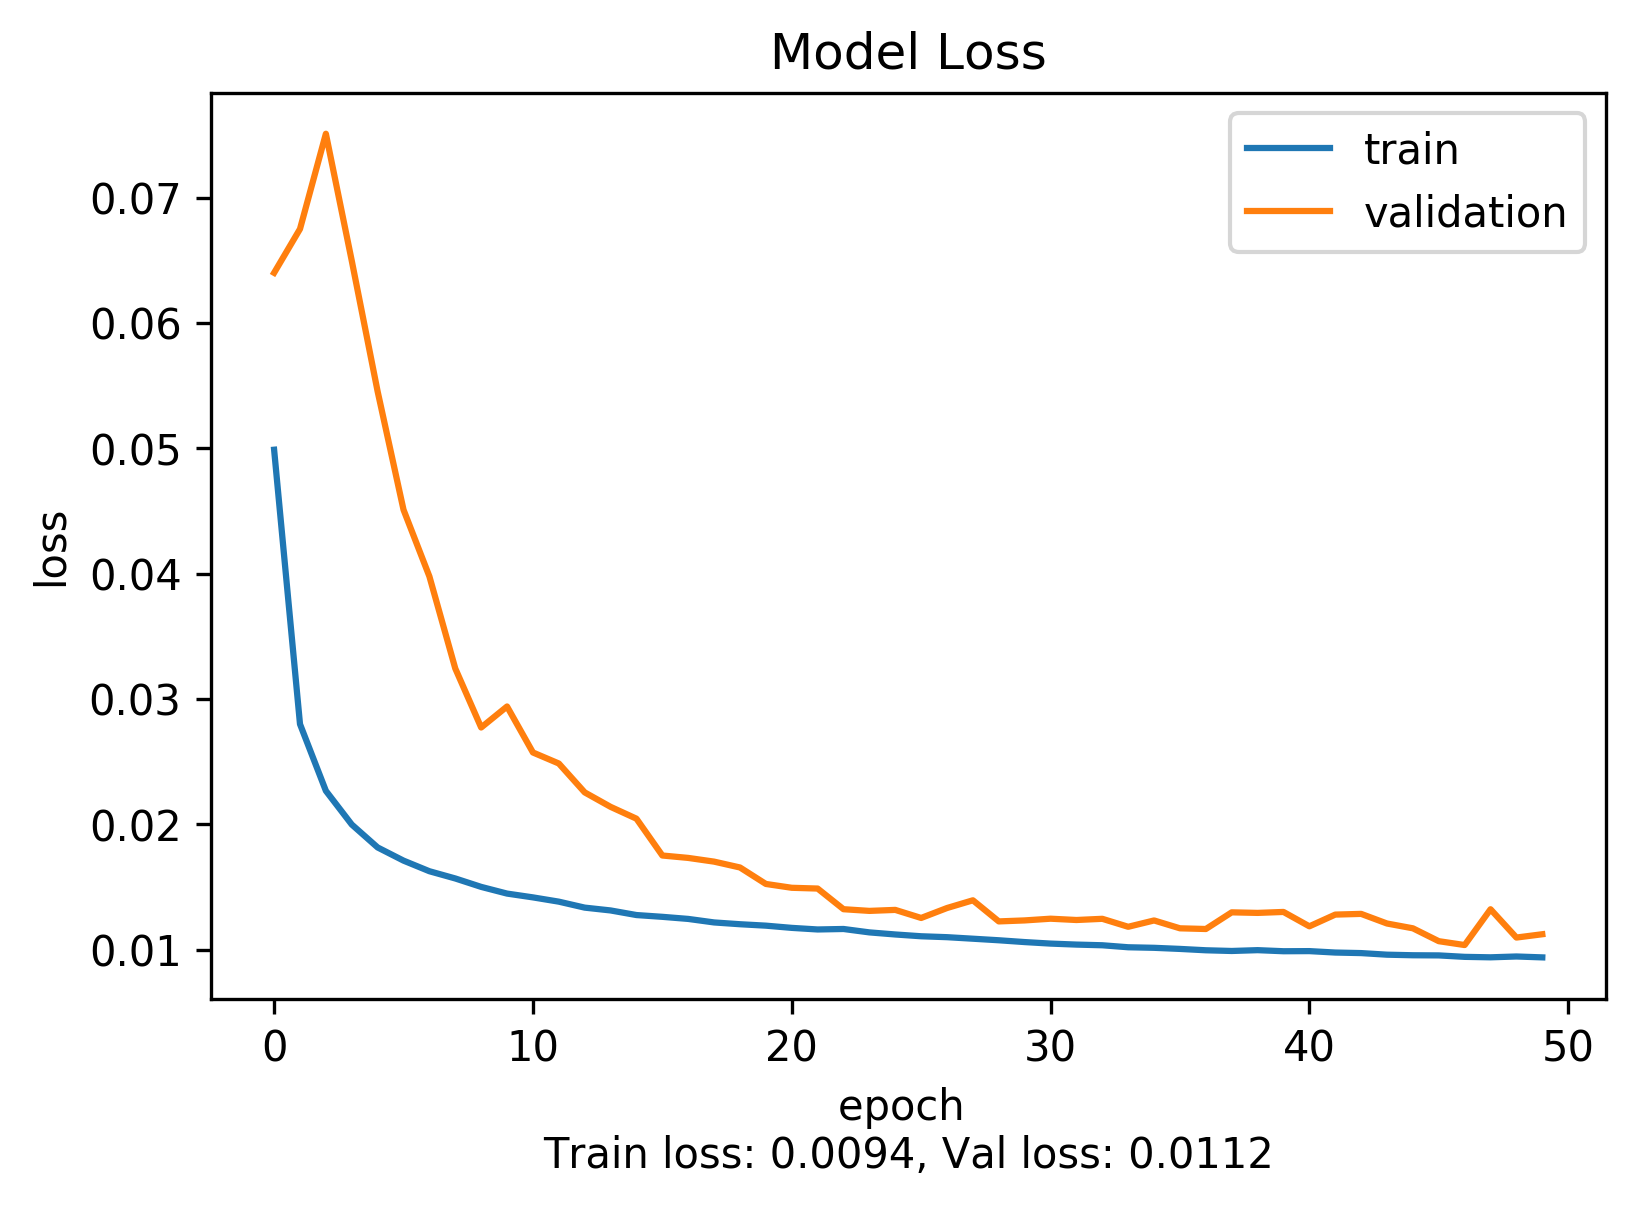 Model Loss
train
validation
0.07
0.06
0.05
0.04
0.03
0.02
0.01
loss
0 10 20 30 40 50
epoch
Train loss: 0.0094, Val loss: 0.0112